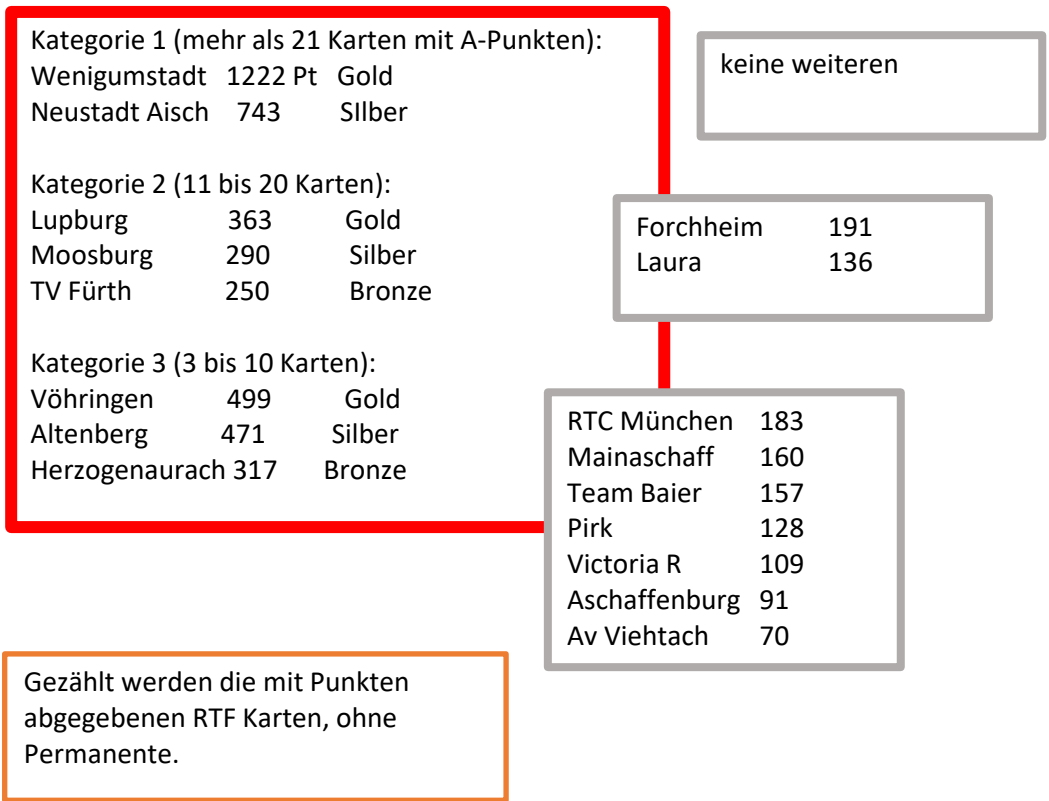 Kategorie 1 (mehr als 21 Karten mit A-Punkten):
Wenigumstadt 1222 Pt Gold
Neustadt Aisch 743 SIlber
keine weiteren
Kategorie 2 (11 bis 20 Karten):
Lupburg 363 Gold
Moosburg 290 Silber
TV Fürth 250 Bronze
Forchheim 191
Laura 136
Kategorie 3 (3 bis 10 Karten):
Vöhringen 499 Gold
Altenberg 471 Silber
Herzogenaurach 317 Bronze
RTC München 183
Mainaschaff 160
Team Baier 157
Pirk 128
Victoria R 109
Aschaffenburg 91
Av Viehtach 70
Gezählt werden die mit Punkten
abgegebenen RTF Karten, ohne
Permanente.